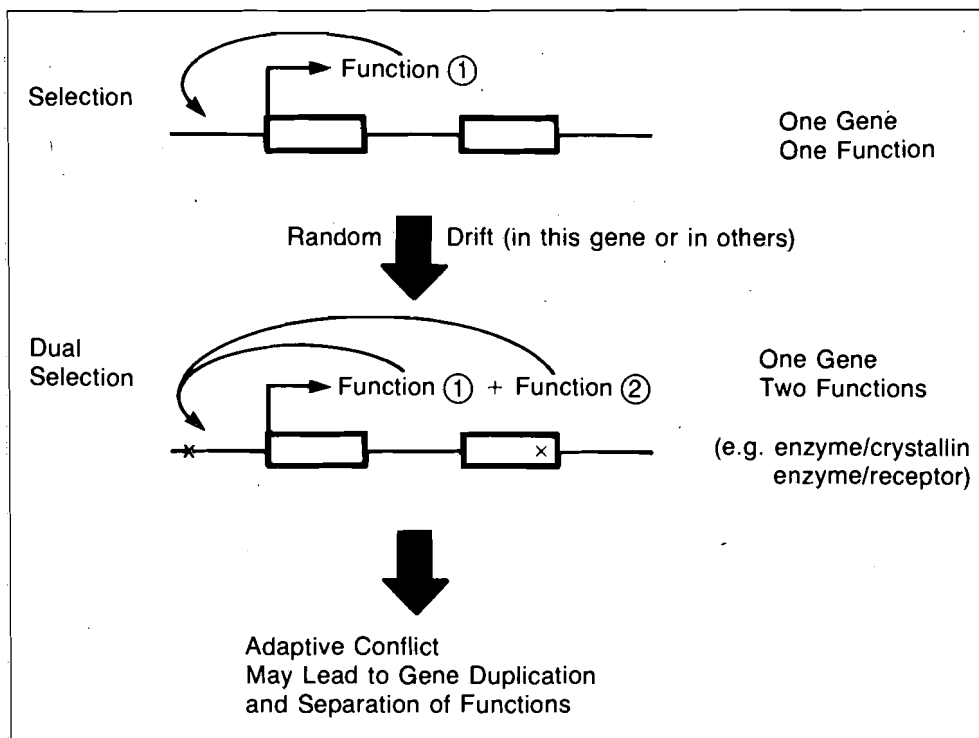 Selection
Function ①
One Gene
One Function
Random Drift (in this gene or in others)
Dual
Selection
Function ① + Function ②
One Gene
Two Functions
(e.g. enzyme/crystallin
enzyme/receptor)
Adaptive Conflict
May Lead to Gene Duplication
and Separation of Functions